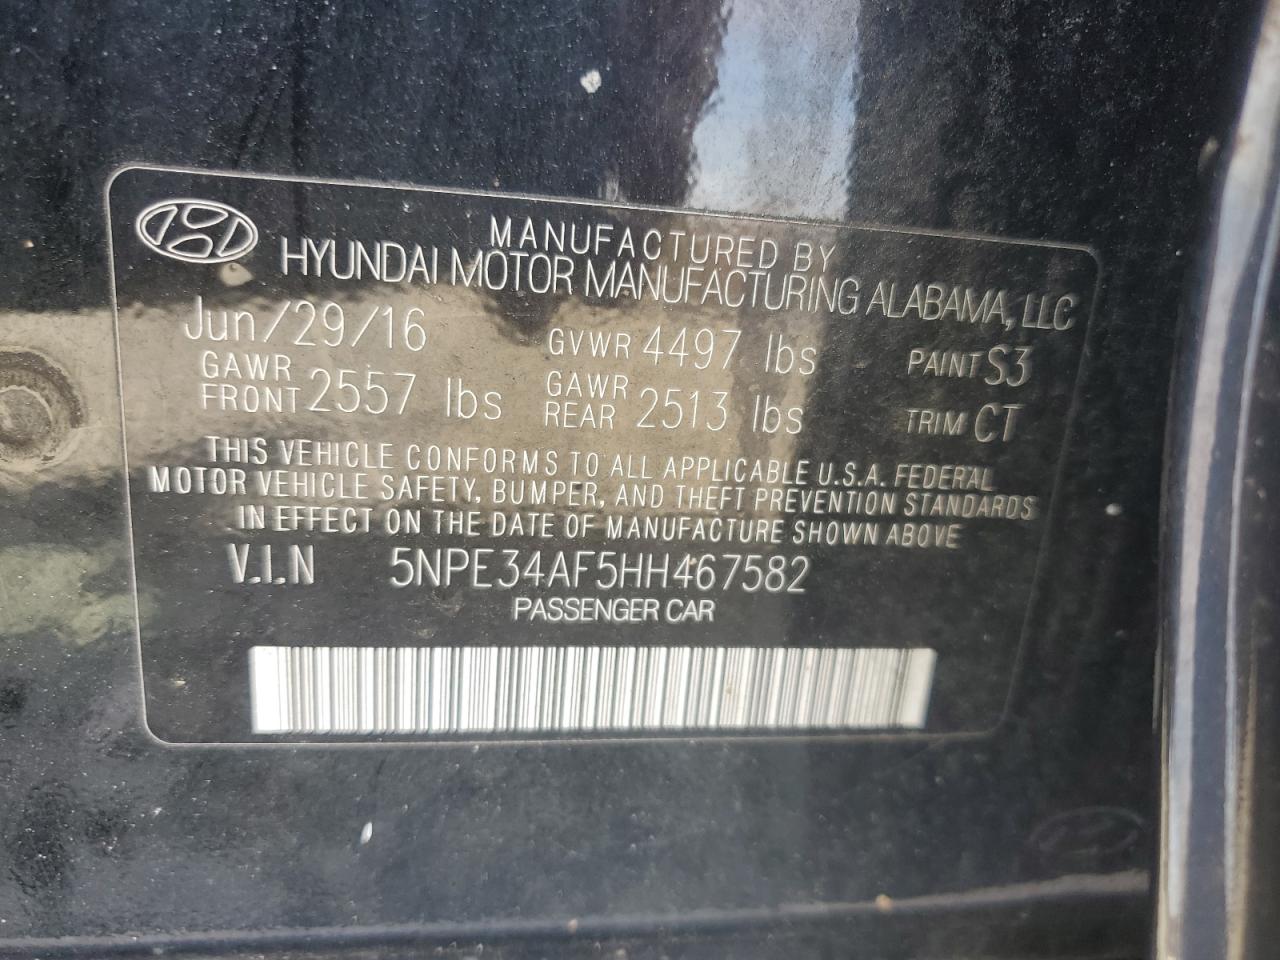 MANUFACTURED BY
HYUNDAI MOTOR MANUFACTURING ALABAMA, LLC
Jun/29/16 GVWR 4497 lbs PAINT S3
GAWR FRONT 2557 lbs GAWR REAR 2513 lbs TRIM CT
THIS VEHICLE CONFORMS TO ALL APPLICABLE U.S.A. FEDERAL
MOTOR VEHICLE SAFETY, BUMPER, AND THEFT PREVENTION STANDARDS
IN EFFECT ON THE DATE OF MANUFACTURE SHOWN ABOVE
V.I.N 5NPE34AF5HH467582
PASSENGER CAR